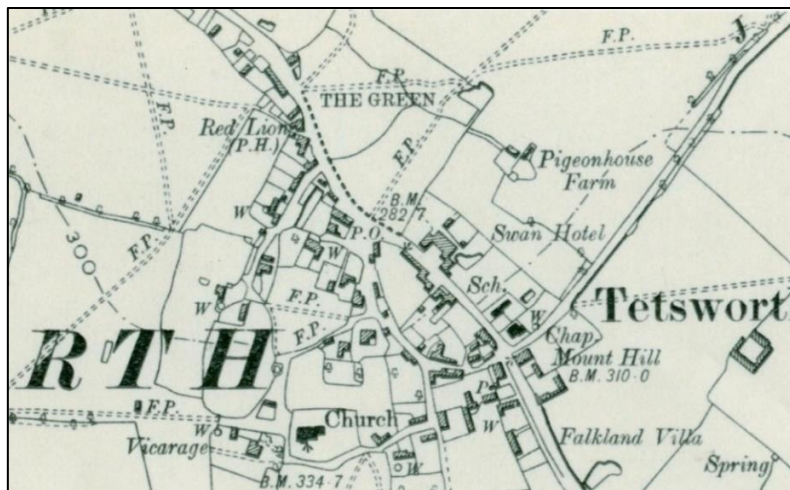 J
F.P.
F.P.
THE GREEN
F.P.
Red Lion
(P.H.)
F.P.
Pigeonhouse
Farm
B.M.
282·7
W
P.O.
Swan Hotel
300
F.P.
W
Sch.
W
W
F.P.
Tetswort
F.P.
Chap.
RTH
Mount Hill
B.M. 310·0
P
F.P.
Church
W
W
Falkland Villa
Vicarage
W
Spring
B.M. 334·7